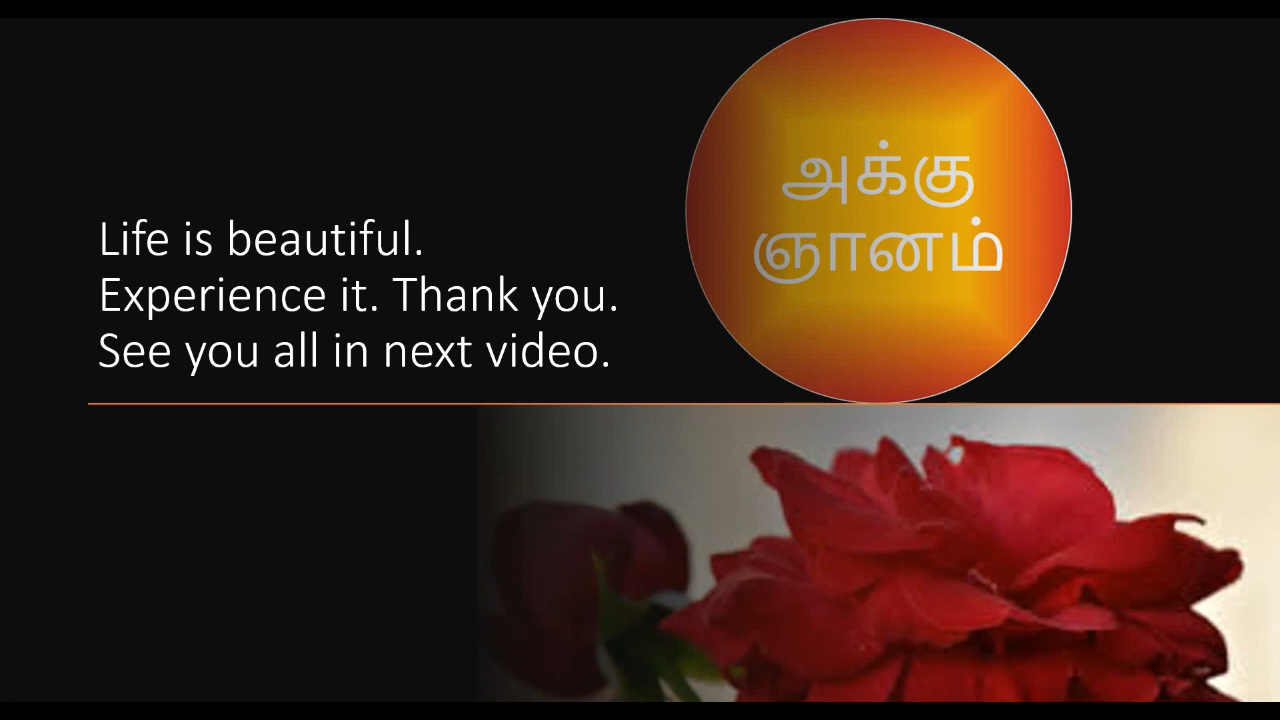 Life is beautiful.
Experience it. Thank you.
See you all in next video.
அக்கு
ஞானம்